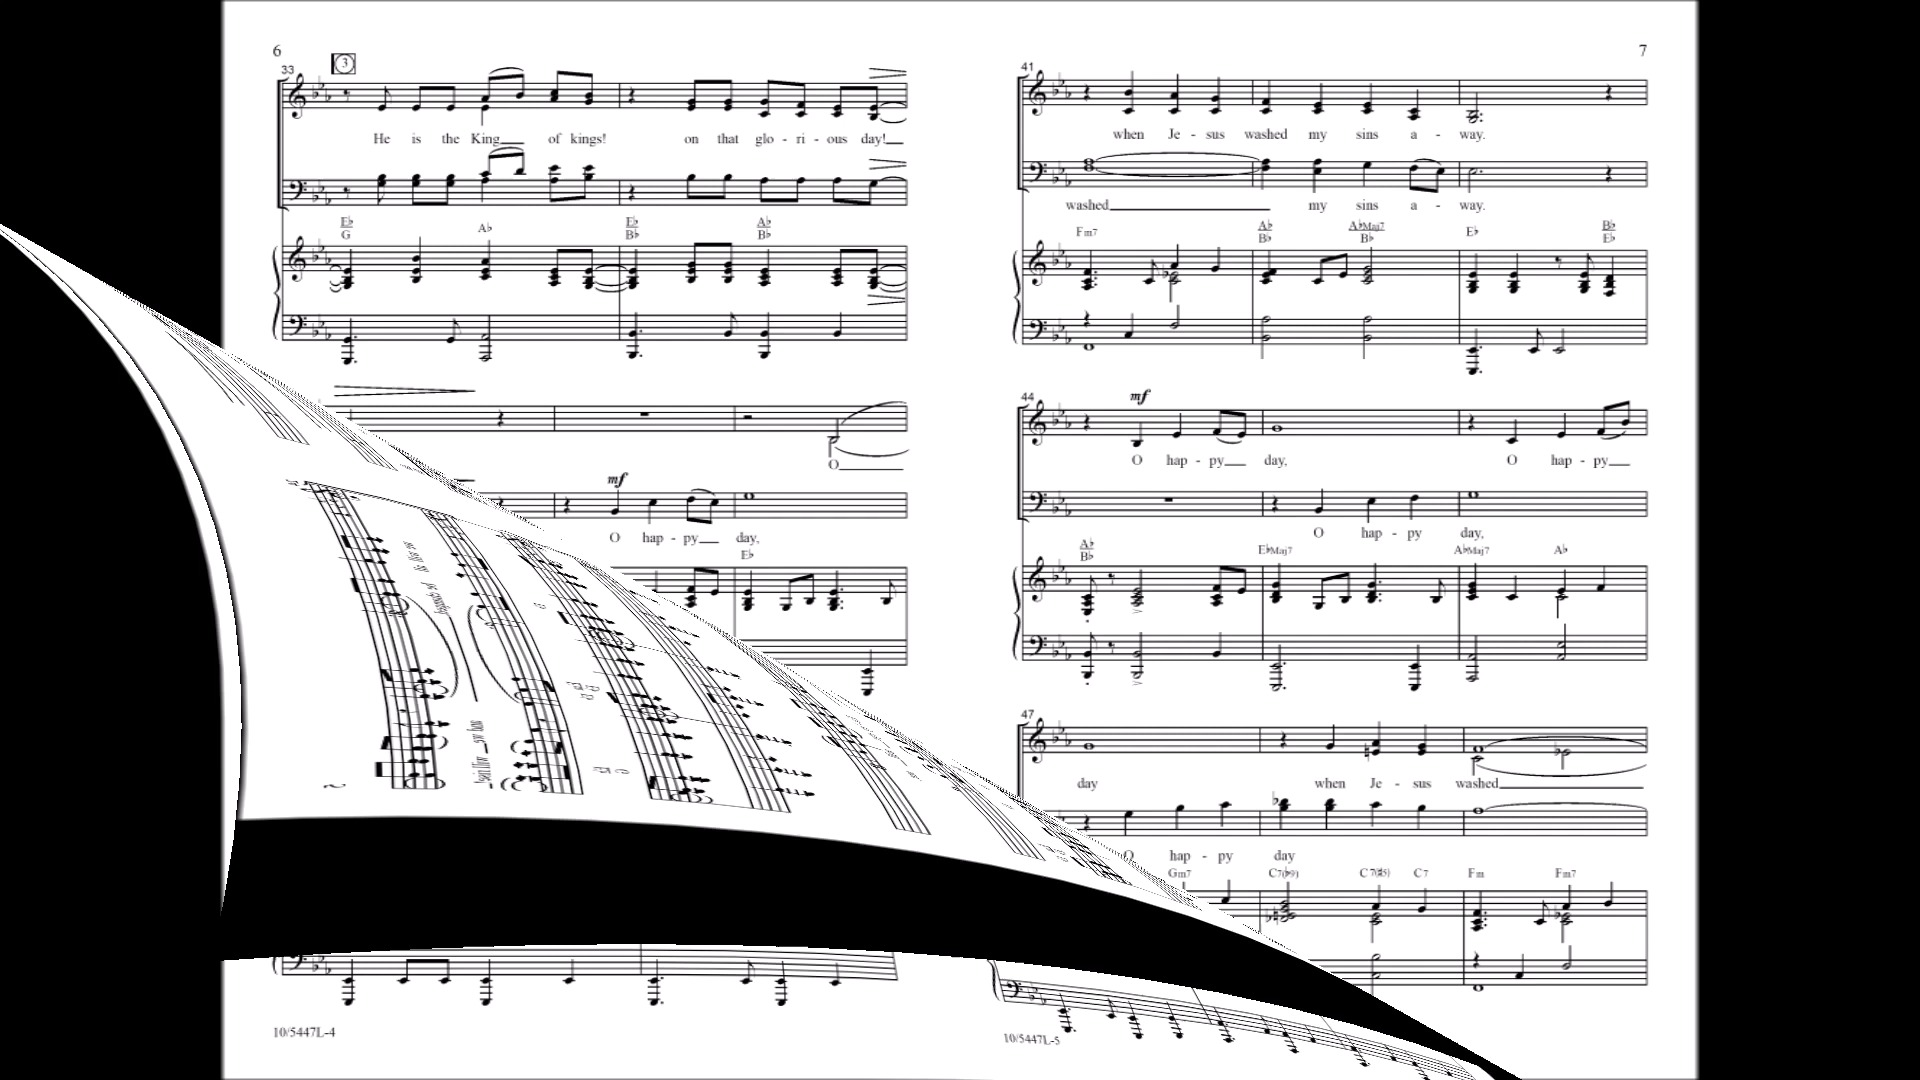 6
33 3
He is the King of kings! on that glo - ri - ous day!
E♭ G A♭ E♭ B♭ A♭ B♭
O
mf
O hap - py day,
E♭
10/5447L-4
7
41
when Je - sus washed my sins a - way.
washed my sins a - way.
Fm7 A♭ B♭ A♭Maj7 B♭ E♭ B♭ E♭
44 mf
O hap - py day, O hap - py
O hap - py day,
A♭ B♭ E♭Maj7 A♭Maj7 A♭
47
day when Je - sus washed
O hap - py day
Gm7 C7(♭9) C7(♯5) C7 Fm Fm7
10/5447L-5